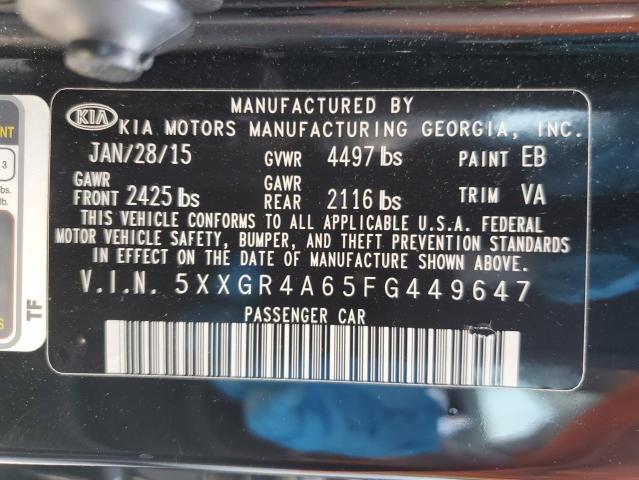 MANUFACTURED BY
KIA KIA MOTORS MANUFACTURING GEORGIA, INC.
JAN/28/15 GVWR 4497 lbs PAINT EB
GAWR FRONT 2425 lbs GAWR REAR 2116 lbs TRIM VA
THIS VEHICLE CONFORMS TO ALL APPLICABLE U.S.A. FEDERAL
MOTOR VEHICLE SAFETY, BUMPER, AND THEFT PREVENTION STANDARDS
IN EFFECT ON THE DATE OF MANUFACTURE SHOWN ABOVE.
V.I.N. 5XXGR4A65FG449647
PASSENGER CAR
3
TF